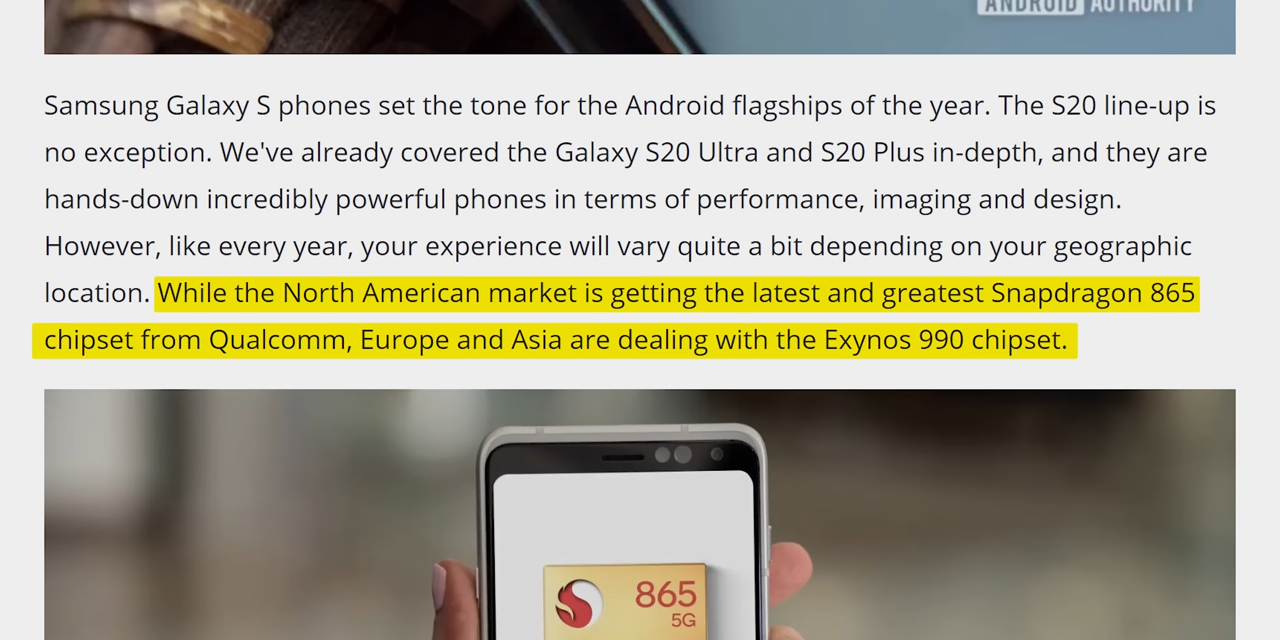 ANDROID AUTHORITY
Samsung Galaxy S phones set the tone for the Android flagships of the year. The S20 line-up is
no exception. We've already covered the Galaxy S20 Ultra and S20 Plus in-depth, and they are
hands-down incredibly powerful phones in terms of performance, imaging and design.
However, like every year, your experience will vary quite a bit depending on your geographic
location. While the North American market is getting the latest and greatest Snapdragon 865
chipset from Qualcomm, Europe and Asia are dealing with the Exynos 990 chipset.
865
5G